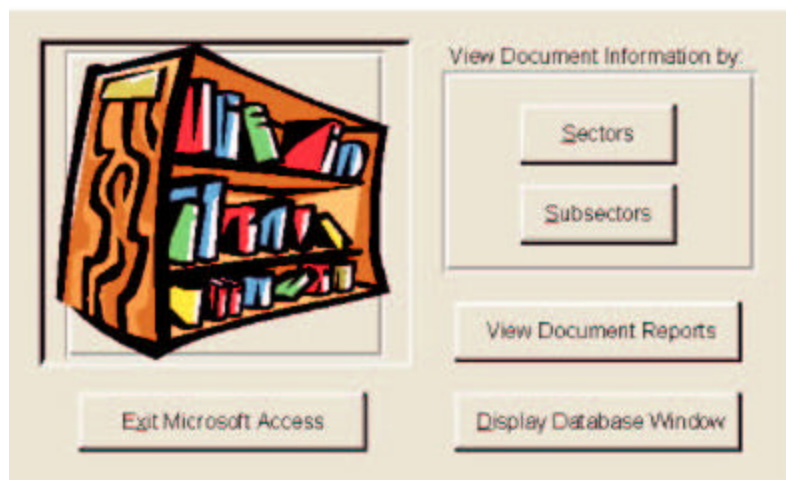 View Document Information by:
Sectors
Subsectors
View Document Reports
Exit Microsoft Access
Display Database Window